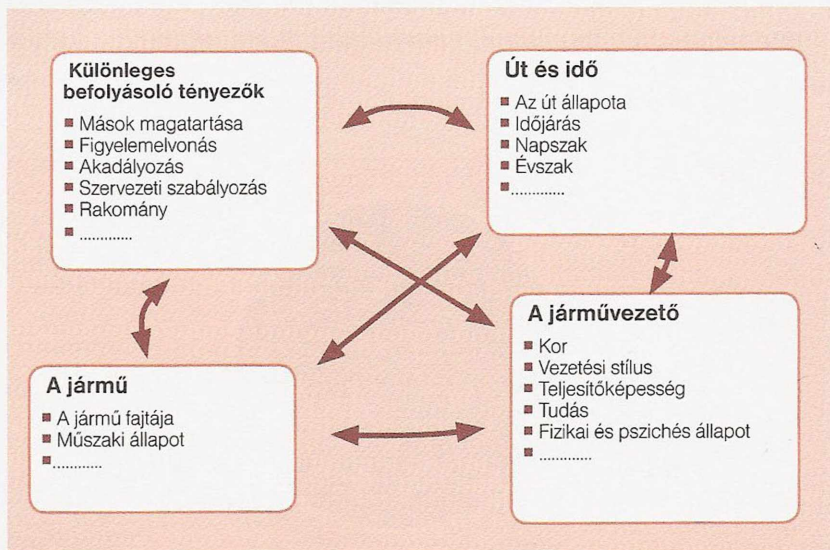 Különleges
befolyásoló tényezők
■ Mások magatartása
■ Figyelemelvonás
■ Akadályozás
■ Szervezeti szabályozás
■ Rakomány
■ .............
Út és idő
■ Az út állapota
■ Időjárás
■ Napszak
■ Évszak
■ .............
A jármű
■ A jármű fajtája
■ Műszaki állapot
■ .............
A járművezető
■ Kor
■ Vezetési stílus
■ Teljesítőképesség
■ Tudás
■ Fizikai és pszichés állapot
■ .............